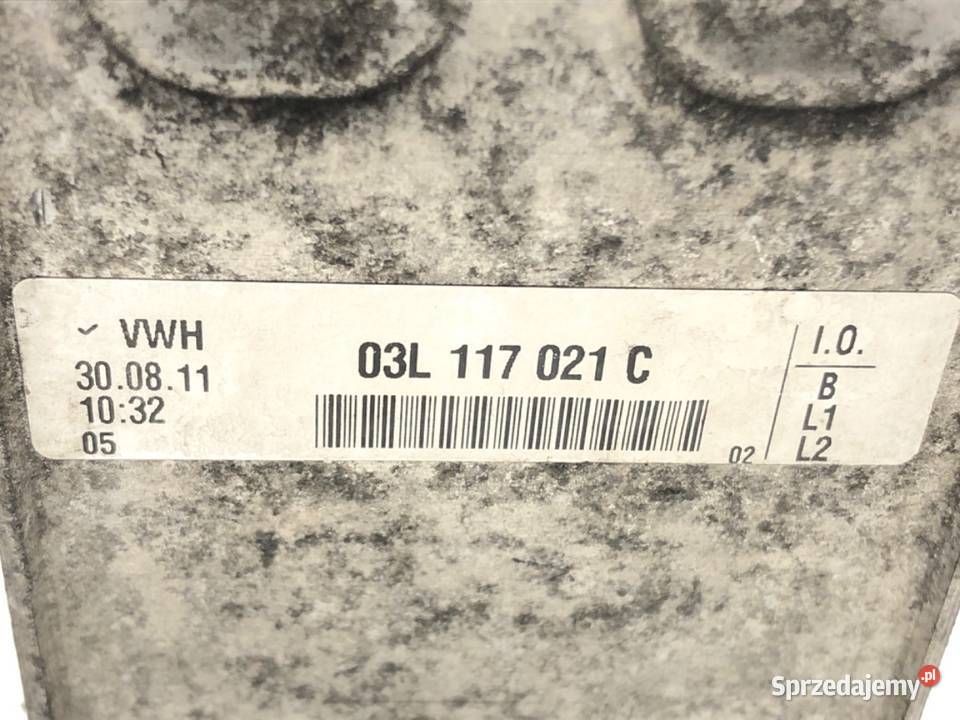 VWH
30.08.11
10:32
05
03L 117 021 C
02
I.O.
B
L1
L2
Sprzedajemy.pl